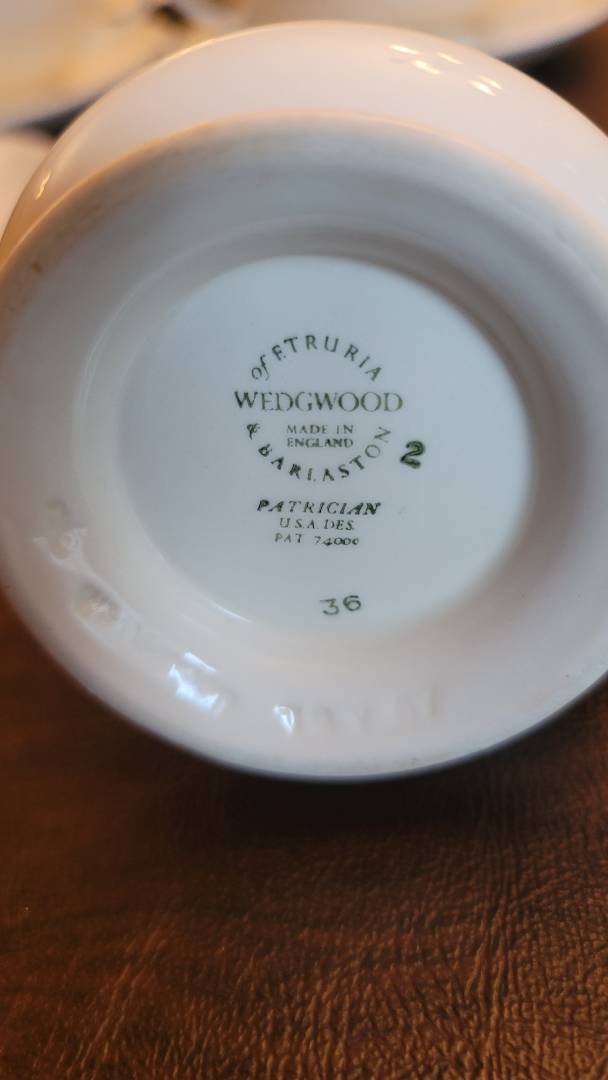 of ETRURIA
WEDGWOOD
MADE IN
ENGLAND
& BARLASTON
2
PATRICIAN
U.S.A. DES.
PAT 74000
36